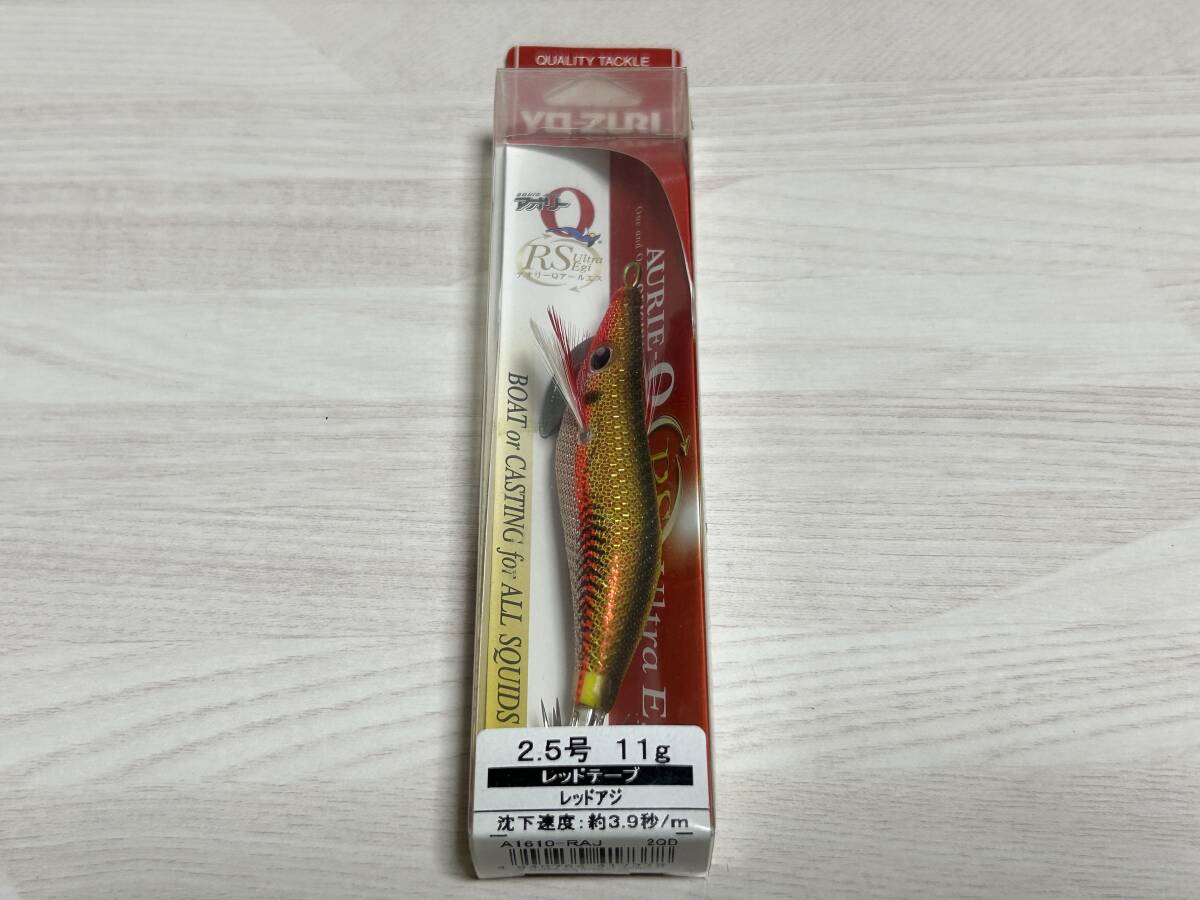 QUALITY TACKLE
YO-ZURI
アオリー Q
RS Ultra Egi
アオリーQアールエス
AURIE-Q
BOAT or CASTING for ALL SQUIDS
2.5号 11g
レッドテープ
レッドアジ
沈下速度:約3.9秒/m
A1610-RAJ 2QD